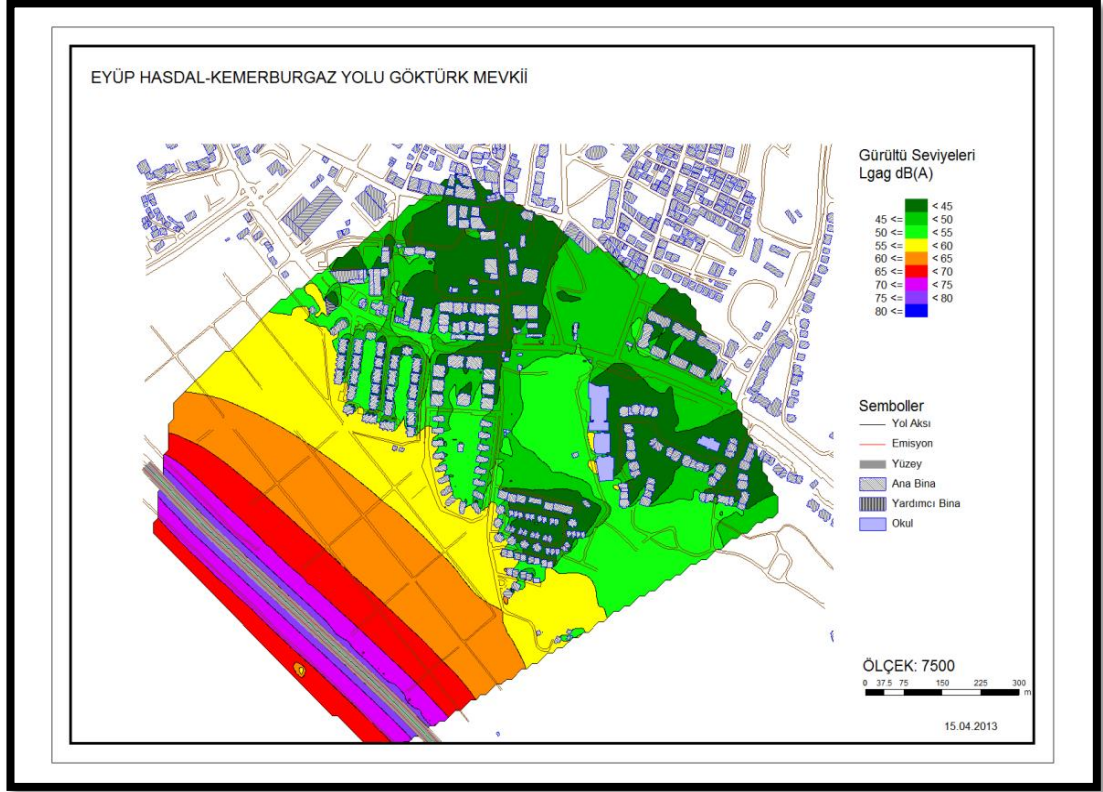 EYÜP HASDAL-KEMERBURGAZ YOLU GÖKTÜRK MEVKİİ
Gürültü Seviyeleri
Lgag dB(A)
< 45
45 <= < 50
50 <= < 55
55 <= < 60
60 <= < 65
65 <= < 70
70 <= < 75
75 <= < 80
80 <=
Semboller
Yol Aksı
Emisyon
Yüzey
Ana Bina
Yardımcı Bina
Okul
ÖLÇEK: 7500
0 37.5 75 150 225 300
m
15.04.2013